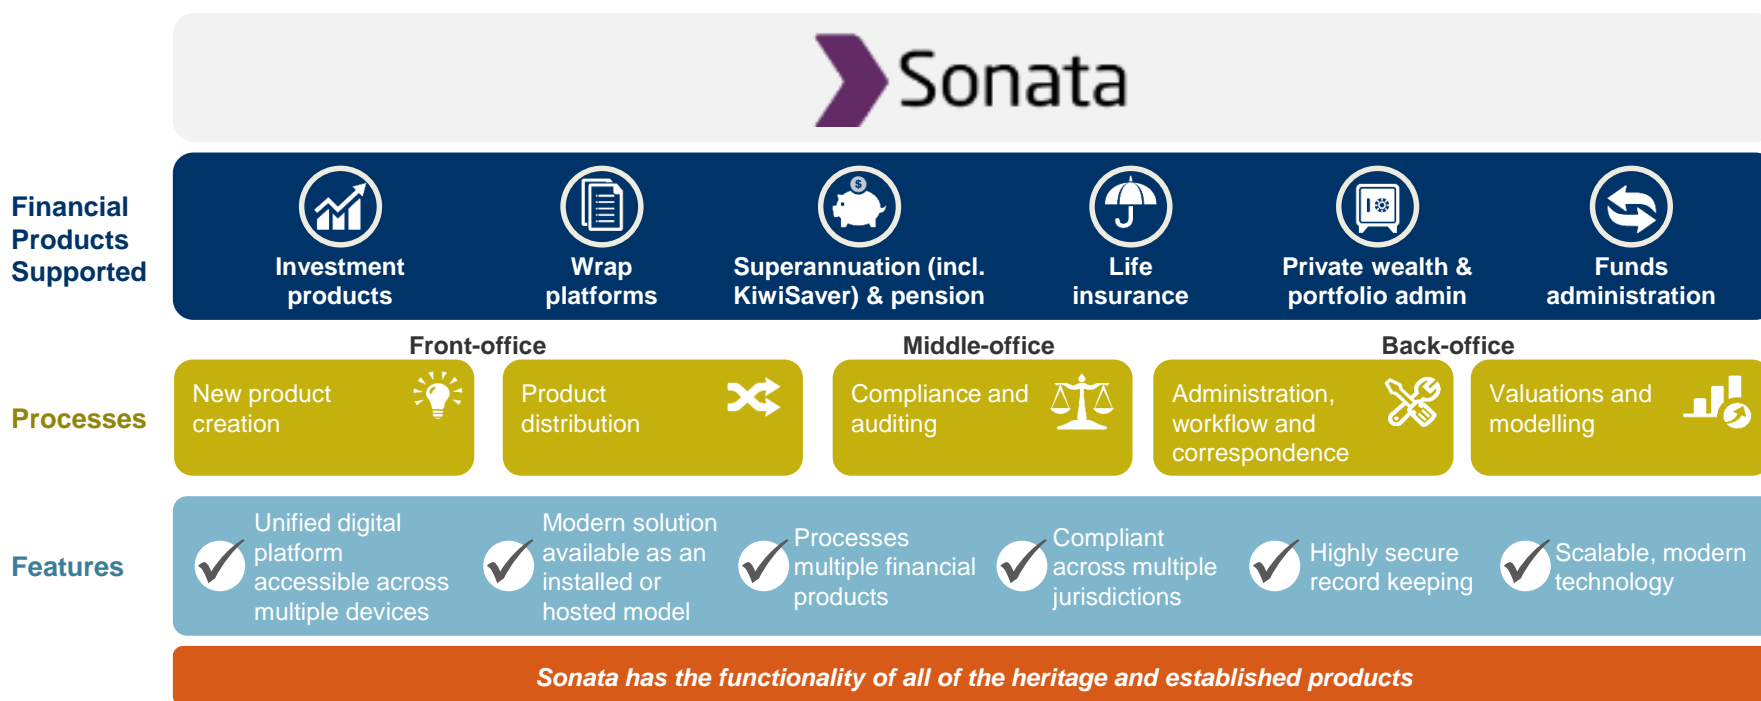 Sonata
Financial
Products
Supported
Investment
products
Wrap
platforms
Superannuation (incl.
KiwiSaver) & pension
Life
insurance
Private wealth &
portfolio admin
Funds
administration
Front-office
Middle-office
Back-office
Processes
New product
creation
Product
distribution
Compliance and
auditing
Administration,
workflow and
correspondence
Valuations and
modelling
Features
Unified digital
platform
accessible across
multiple devices
Modern solution
available as an
installed or
hosted model
Processes
multiple financial
products
Compliant
across multiple
jurisdictions
Highly secure
record keeping
Scalable, modern
technology
Sonata has the functionality of all of the heritage and established products